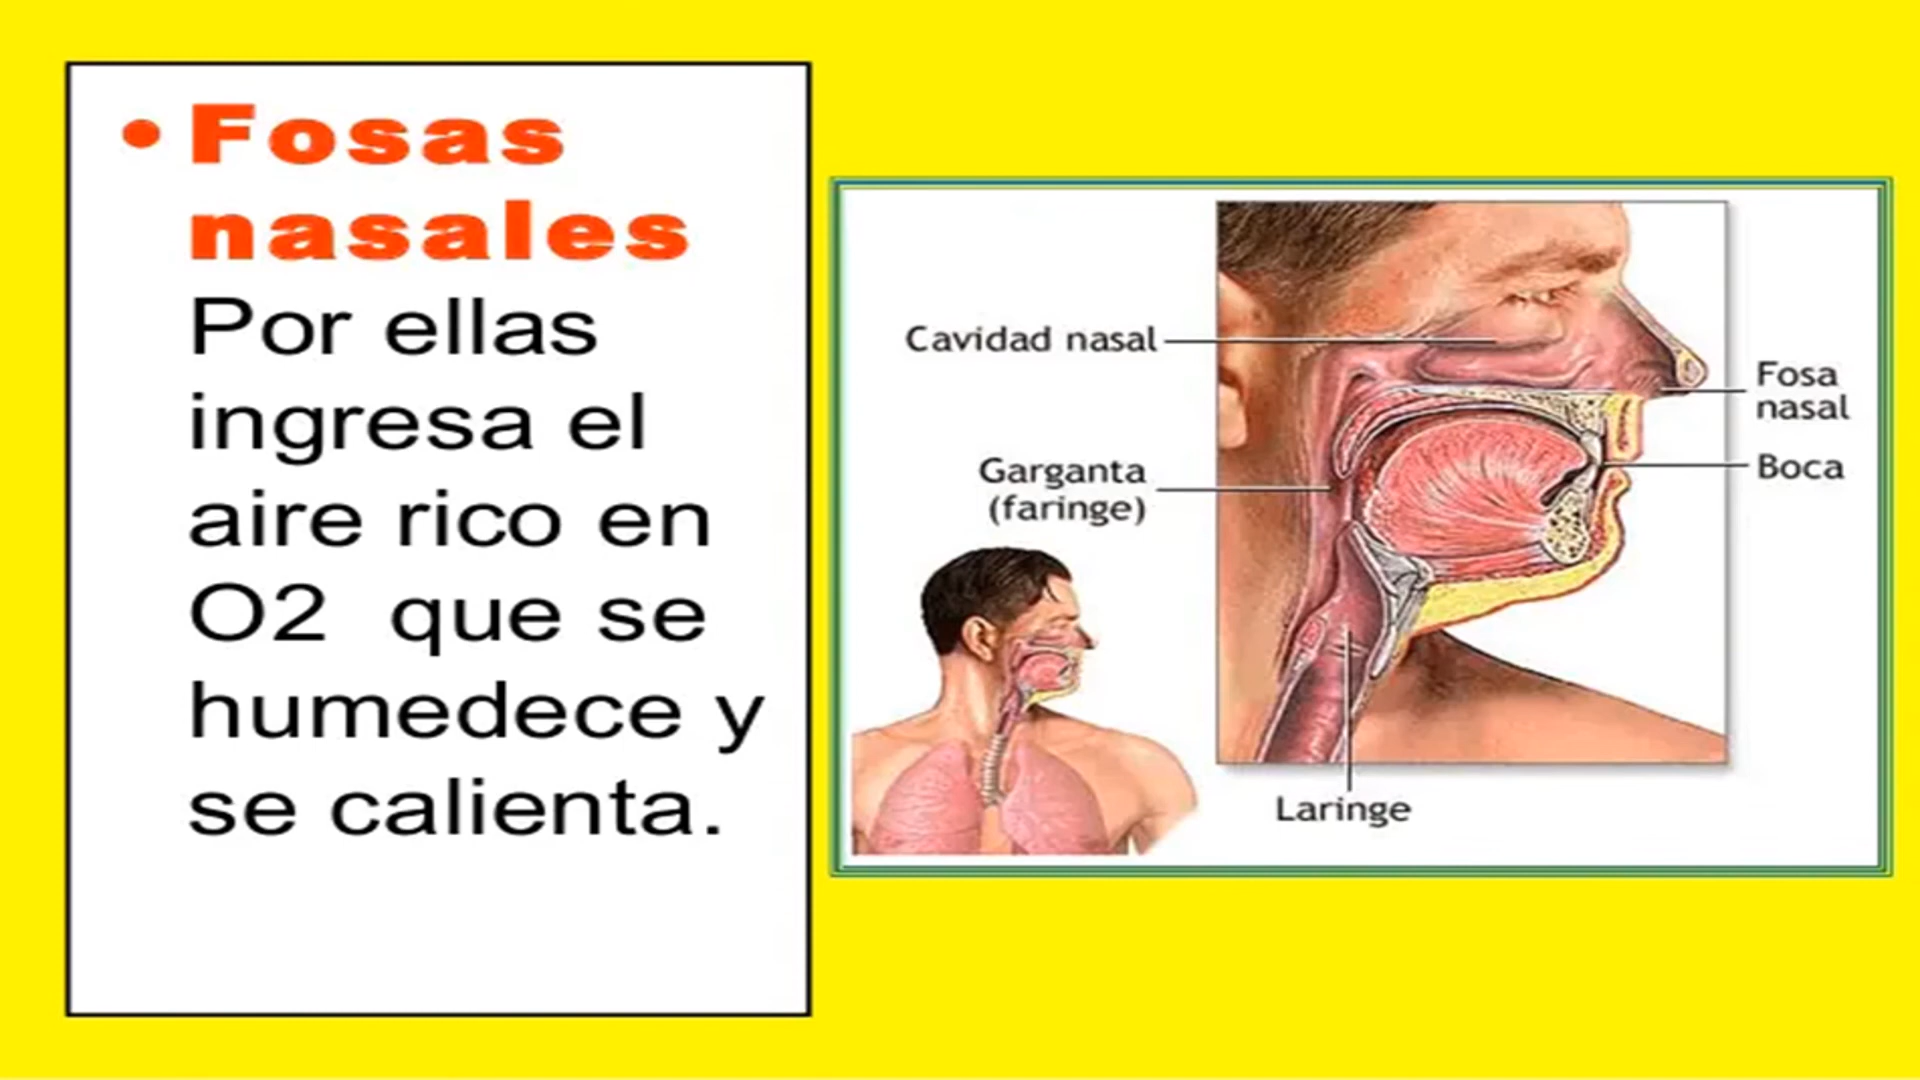 • Fosas
nasales
Por ellas
ingresa el
aire rico en
O2 que se
humedece y
se calienta.
Cavidad nasal
Fosa
nasal
Garganta
(faringe)
Boca
Laringe